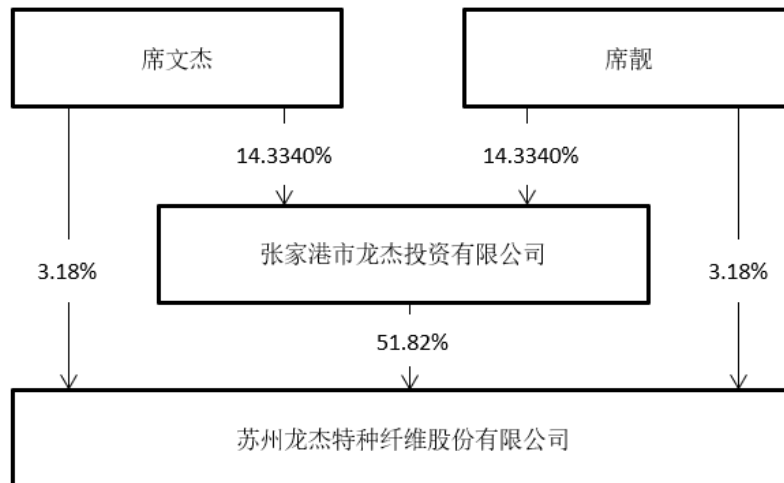 席文杰
席靓
14.3340%
14.3340%
张家港市龙杰投资有限公司
3.18%
3.18%
51.82%
苏州龙杰特种纤维股份有限公司